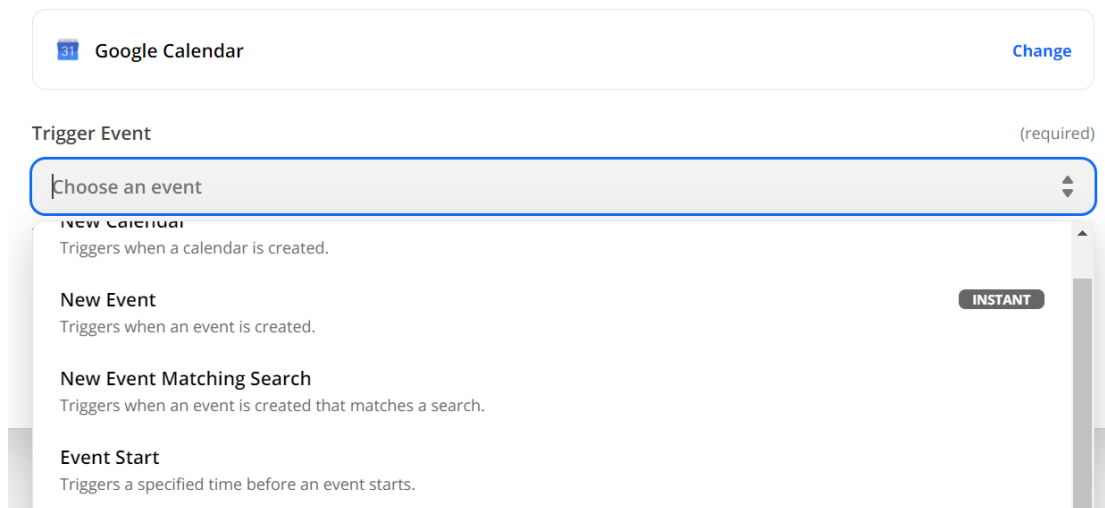 31 Google Calendar Change
Trigger Event (required)
Choose an event
New Calendar
Triggers when a calendar is created.
New Event INSTANT
Triggers when an event is created.
New Event Matching Search
Triggers when an event is created that matches a search.
Event Start
Triggers a specified time before an event starts.